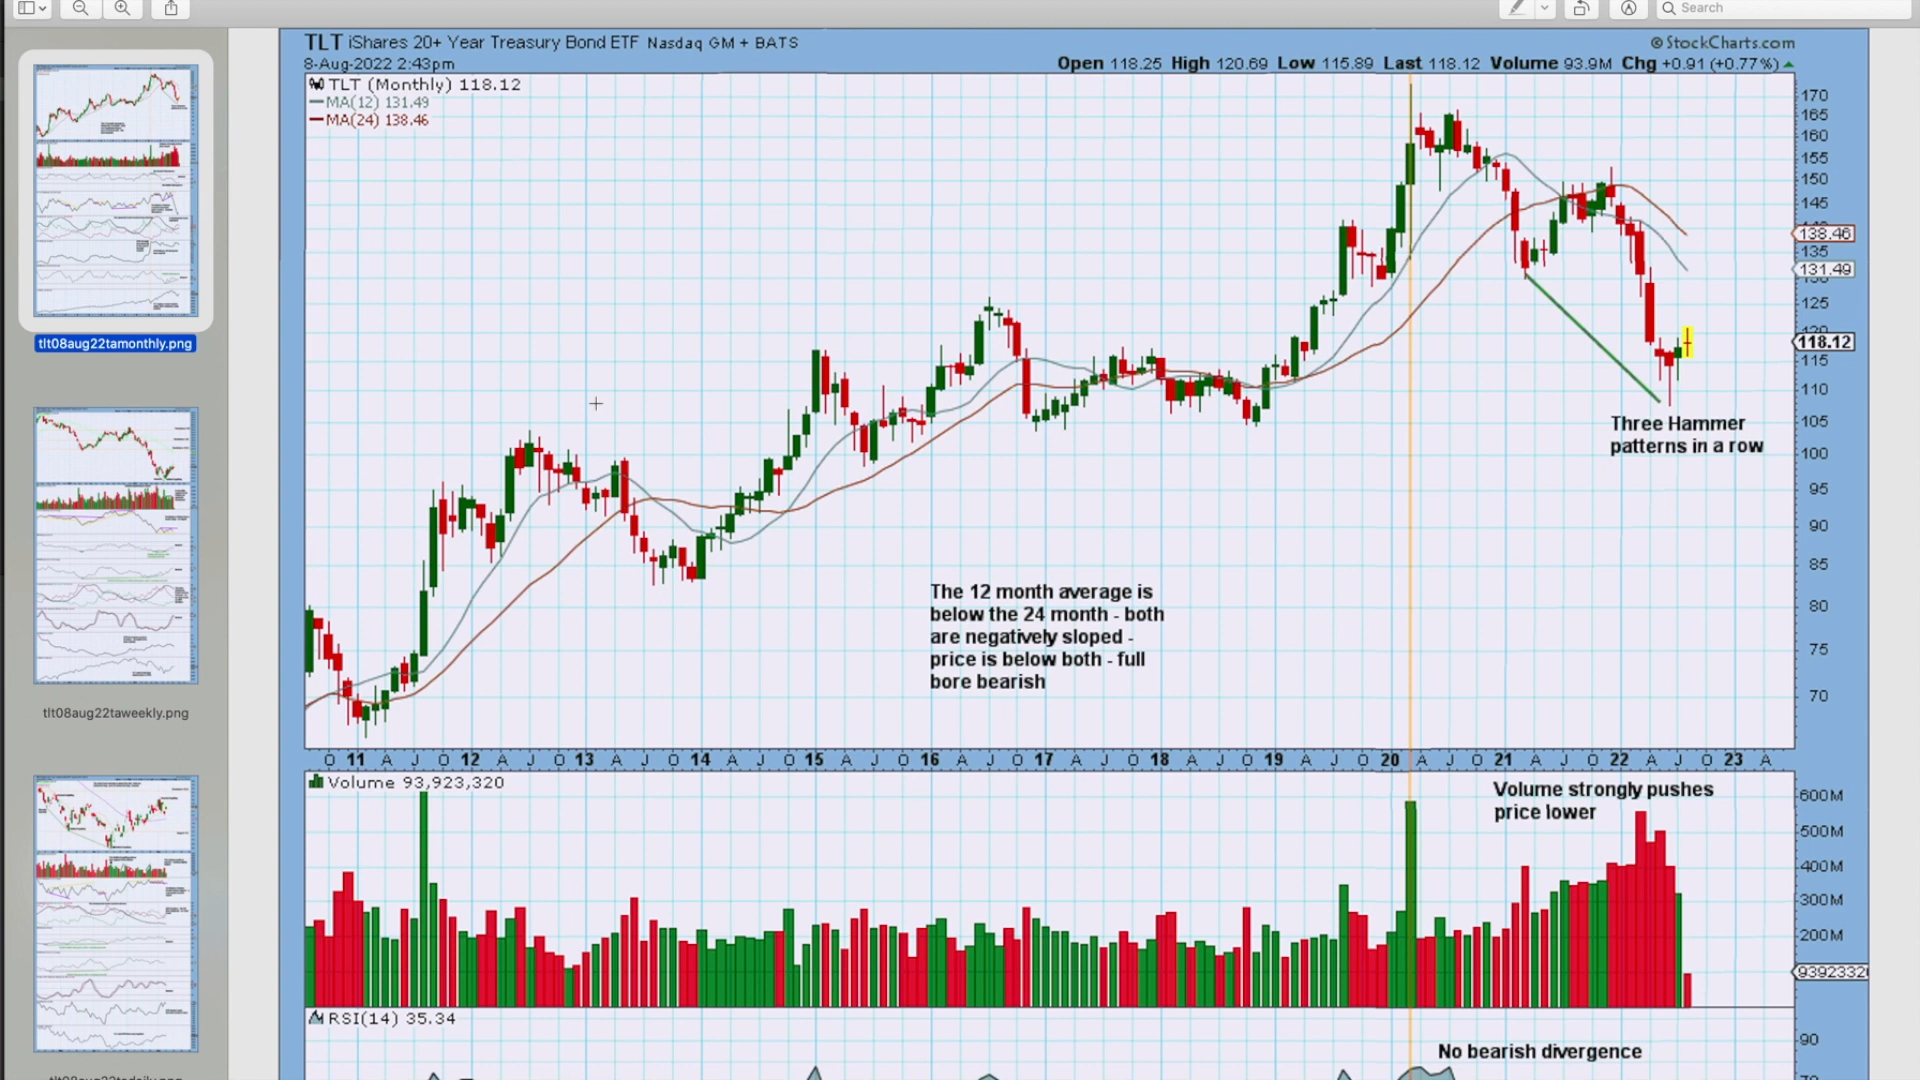 Search
TLT iShares 20+ Year Treasury Bond ETF Nasdaq GM + BATS
© StockCharts.com
8-Aug-2022 2:43pm
Open 118.25 High 120.69 Low 115.89 Last 118.12 Volume 93.9M Chg +0.91 (+0.77%)
TLT (Monthly) 118.12
MA(12) 131.49
MA(24) 138.46
170
165
160
155
150
145
138.46
135
131.49
125
120
118.12
115
110
105
100
95
90
85
80
75
70
Three Hammer
patterns in a row
The 12 month average is
below the 24 month - both
are negatively sloped -
price is below both - full
bore bearish
O 11 A J O 12 A J O 13 A J O 14 A J O 15 A J O 16 A J O 17 A J O 18 A J O 19 A J O 20 A J O 21 A J O 22 A J O 23 A
Volume 93,923,320
Volume strongly pushes
price lower
600M
500M
400M
300M
200M
93923320
RSI(14) 35.34
No bearish divergence
90
70
tlt08aug22tamonthly.png
tlt08aug22taweekly.png
tlt08aug22tadaily.png